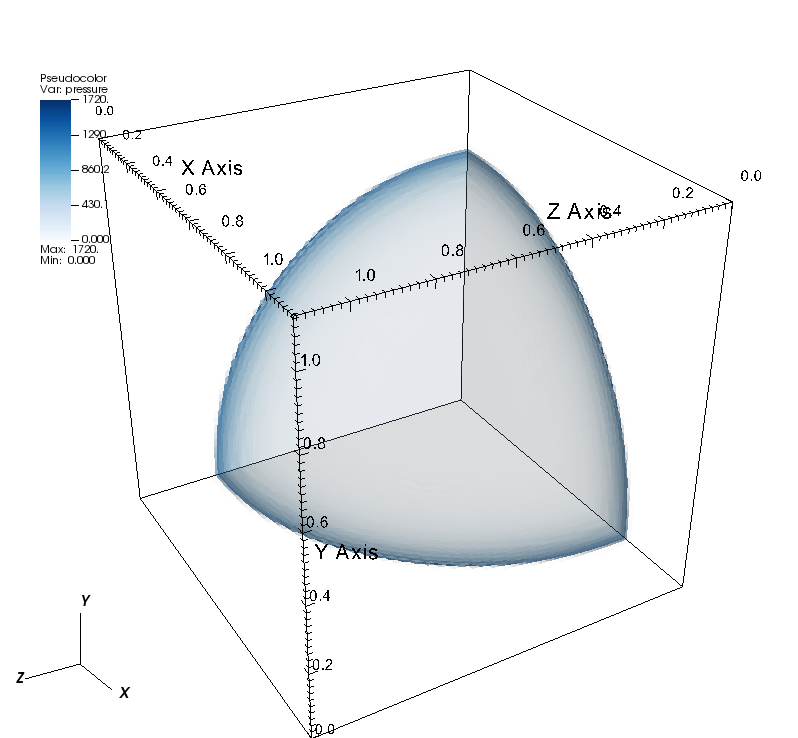 Pseudocolor
Var: pressure
1720.
1290.
860.2
430.
0.000
Max: 1720.
Min: 0.000
0.0
0.2
0.4
0.6
0.8
1.0
X Axis
0.0
0.2
0.4
0.6
0.8
1.0
Z Axis
1.0
0.8
0.6
0.4
0.2
0.0
Y Axis
Y
Z
X